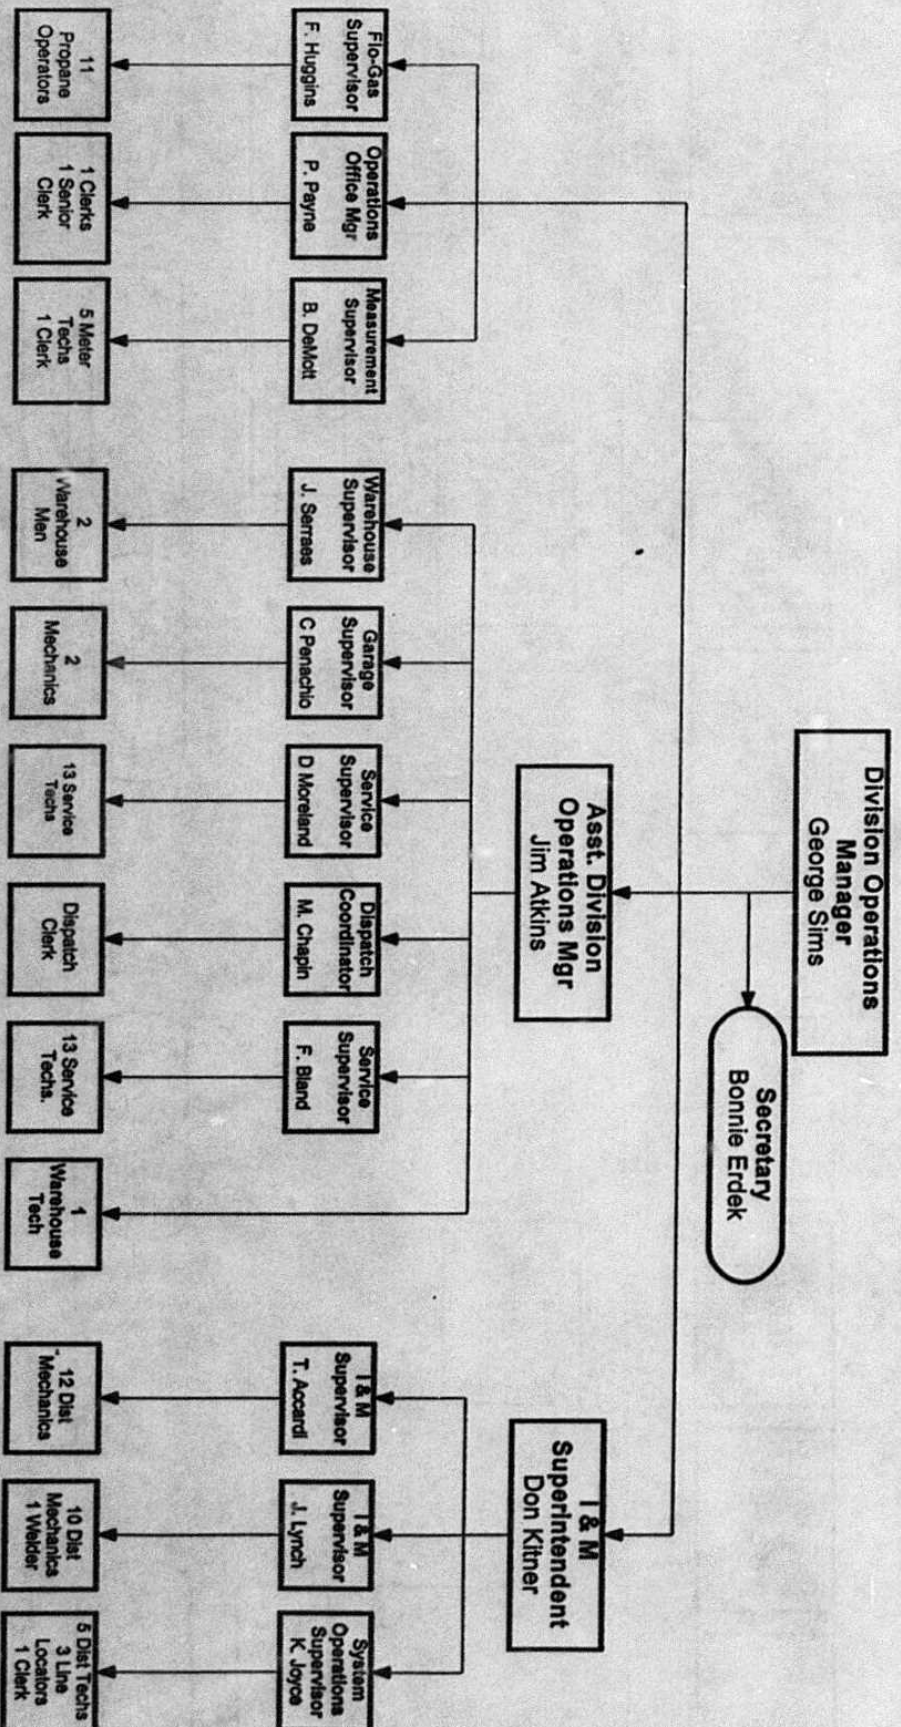 Division Operations
Manager
George Sims
Secretary
Bonnie Erdek
Asst. Division
Operations Mgr
Jim Atkins
I & M
Superintendent
Don Kitner
Flo-Gas
Supervisor
F. Huggins
Operations
Office Mgr
P. Payne
Measurement
Supervisor
B. DeMott
Warehouse
Supervisor
J. Serraes
Garage
Supervisor
C Penachio
Service
Supervisor
D Moreland
Dispatch
Coordinator
M. Chapin
Service
Supervisor
F. Bland
I & M
Supervisor
T. Accardi
I & M
Supervisor
J. Lynch
System
Operations
Supervisor
K. Joyce
11
Propane
Operators
1 Clerks
1 Senior
Clerk
5 Meter
Techs
1 Clerk
2
Warehouse
Men
2
Mechanics
13 Service
Techs
Dispatch
Clerk
13 Service
Techs.
1
Warehouse
Tech
12 Dist
Mechanics
10 Dist
Mechanics
1 Welder
5 Dist Techs
3 Line
Locators
1 Clerk